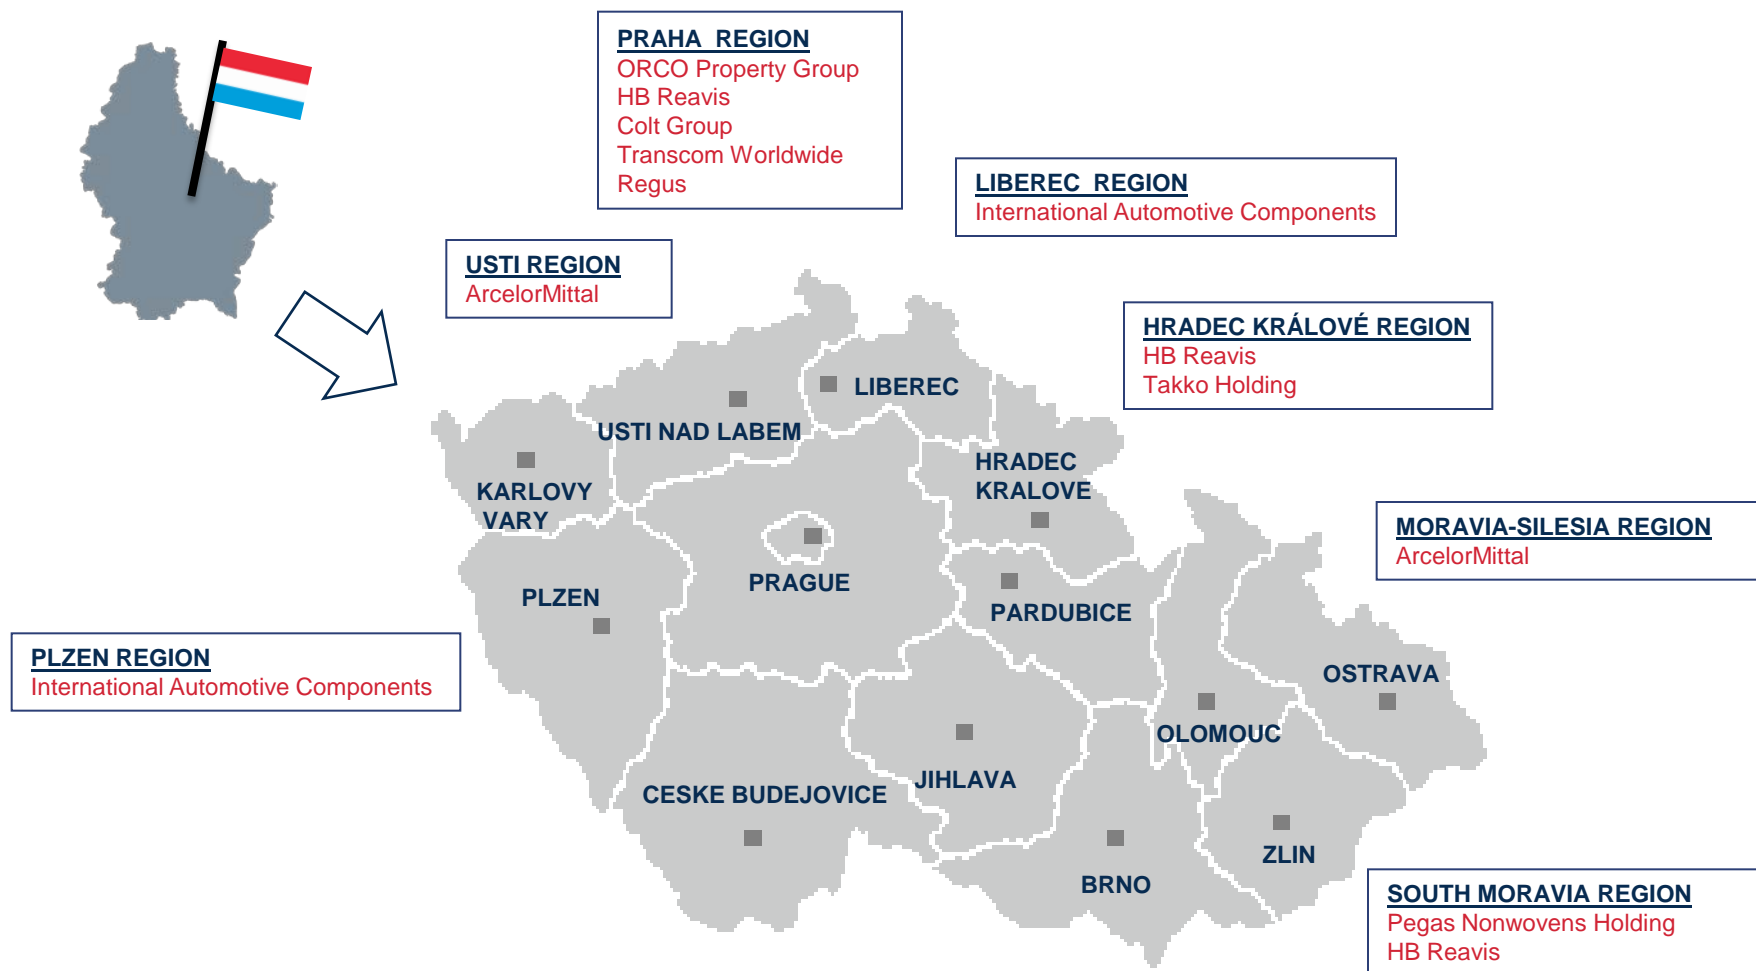 PRAHA  REGION
ORCO Property Group
HB Reavis
Colt Group
Transcom Worldwide
Regus
LIBEREC  REGION
International Automotive Components
USTI REGION
ArcelorMittal
HRADEC KRÁLOVÉ REGION
HB Reavis
Takko Holding
LIBEREC
USTI NAD LABEM
KARLOVY
VARY
HRADEC
KRALOVE
MORAVIA-SILESIA REGION
ArcelorMittal
PRAGUE
PLZEN
PARDUBICE
PLZEN REGION
International Automotive Components
OSTRAVA
OLOMOUC
JIHLAVA
CESKE BUDEJOVICE
ZLIN
BRNO
SOUTH MORAVIA REGION
Pegas Nonwovens Holding
HB Reavis